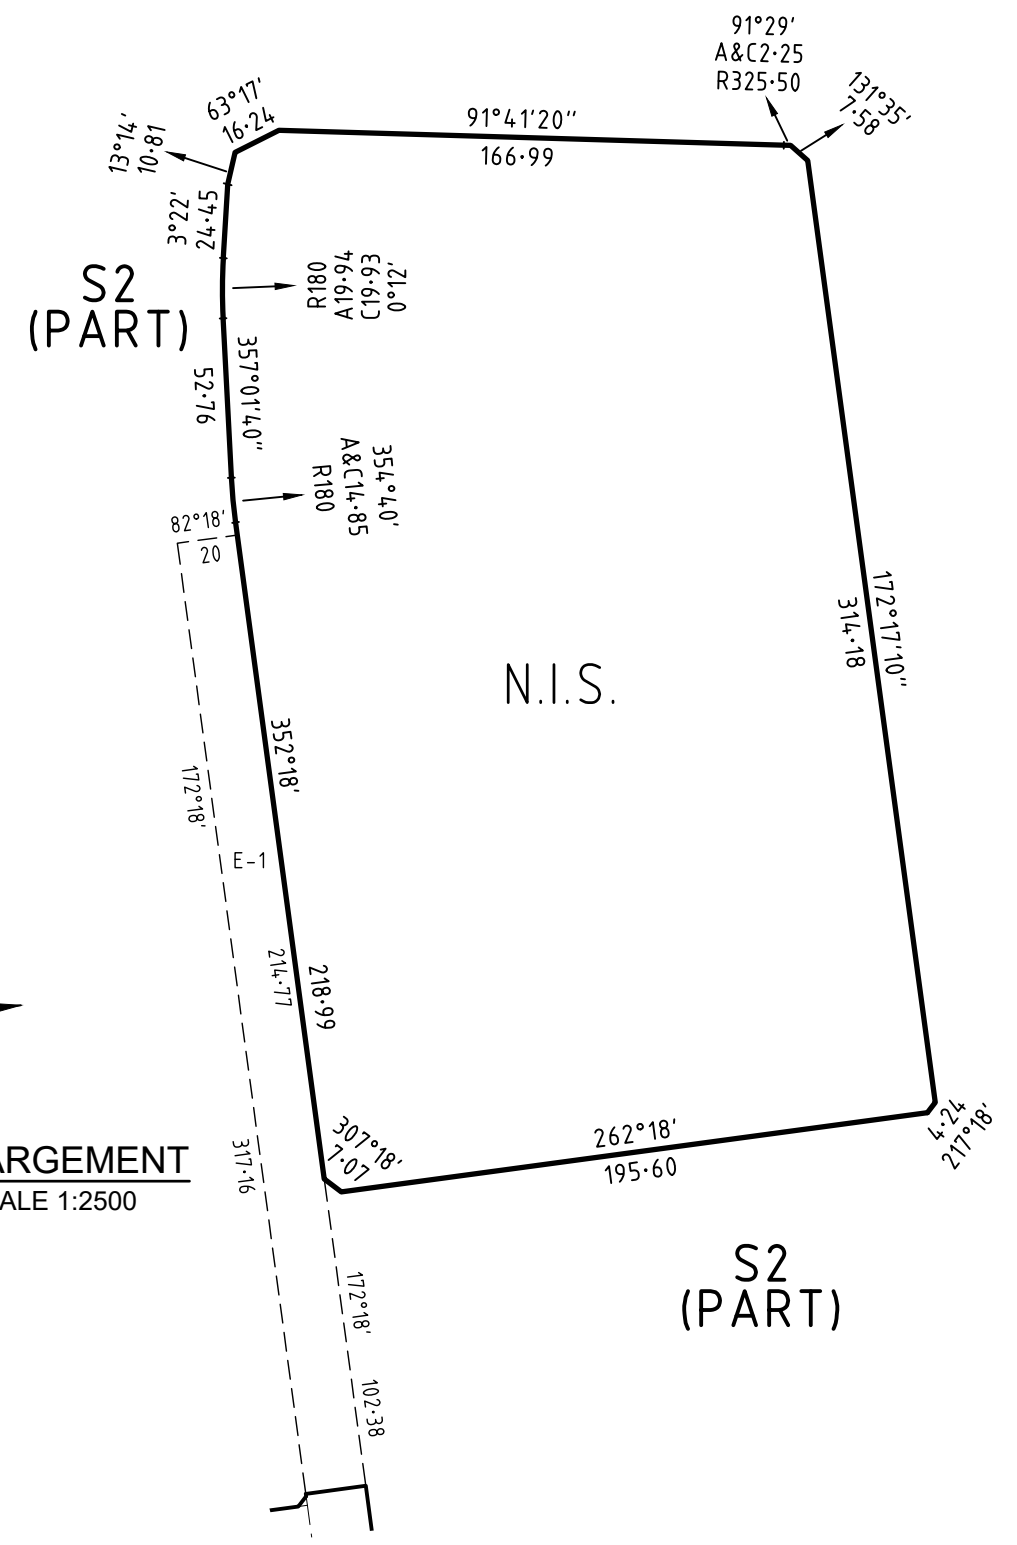 91°29'
A&C2·25
R325·50
131°35'
7·58
63°17'
16·24
91°41'20"
166·99
13°14'
10·81
3°22'
24·45
S2
(PART)
R180
A19·94
C19·93
0°12'
357°01'40"
52·76
354°40'
A&C14·85
R180
82°18'
20
172°17'10"
314·18
N.I.S.
352°18'
172°18'
E-1
218·99
214·77
307°18'
7·07
262°18'
195·60
4·24
217°18'
ARGEMENT
ALE 1:2500
317·16
S2
(PART)
172°18'
102·38